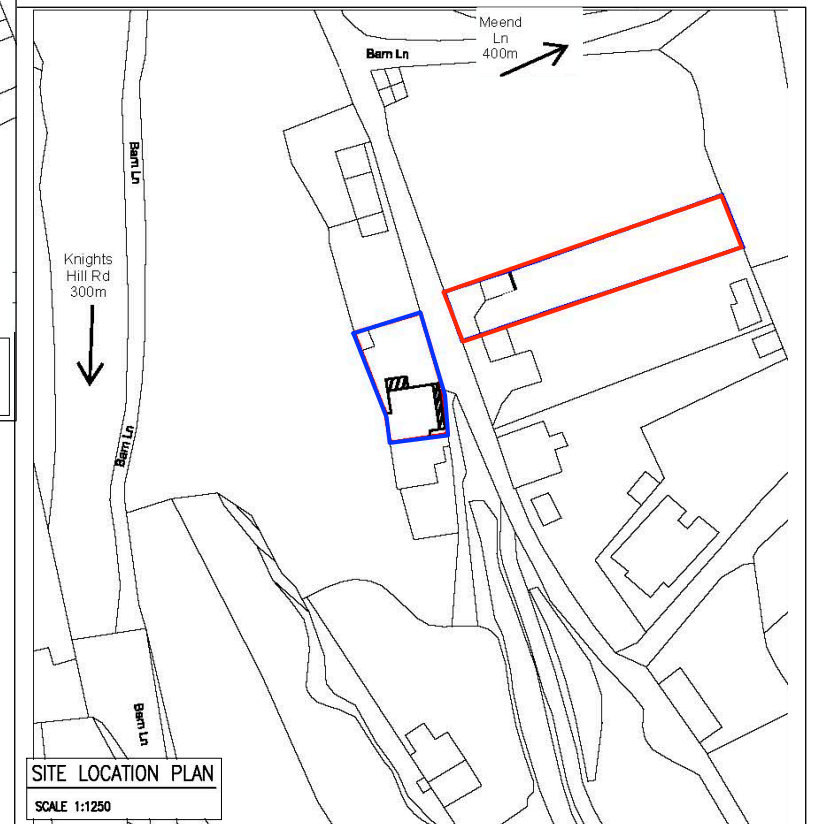 Meend
Ln
400m
Barn Ln
Barn Ln
Knights
Hill Rd
300m
Barn Ln
Barn Ln
SITE LOCATION PLAN
SCALE 1:1250